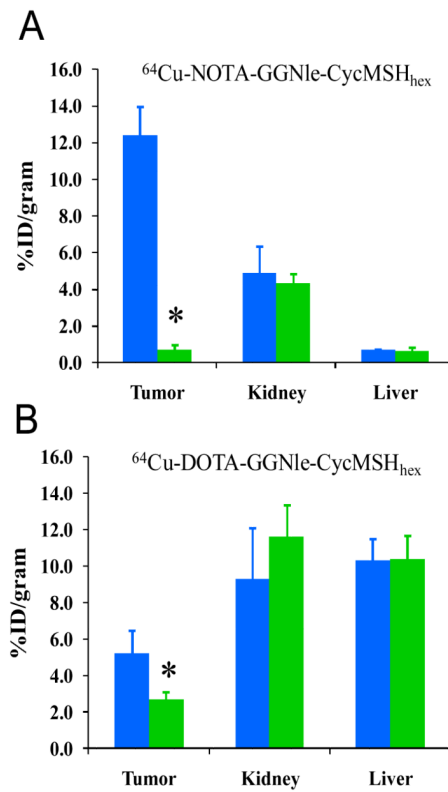 A
⁶⁴Cu-NOTA-GGNle-CycMSHₕₑₓ
%ID/gram
16.0
14.0
12.0
10.0
8.0
6.0
4.0
2.0
0.0
*
Tumor Kidney Liver
B
⁶⁴Cu-DOTA-GGNle-CycMSHₕₑₓ
%ID/gram
16.0
14.0
12.0
10.0
8.0
6.0
4.0
2.0
0.0
*
Tumor Kidney Liver